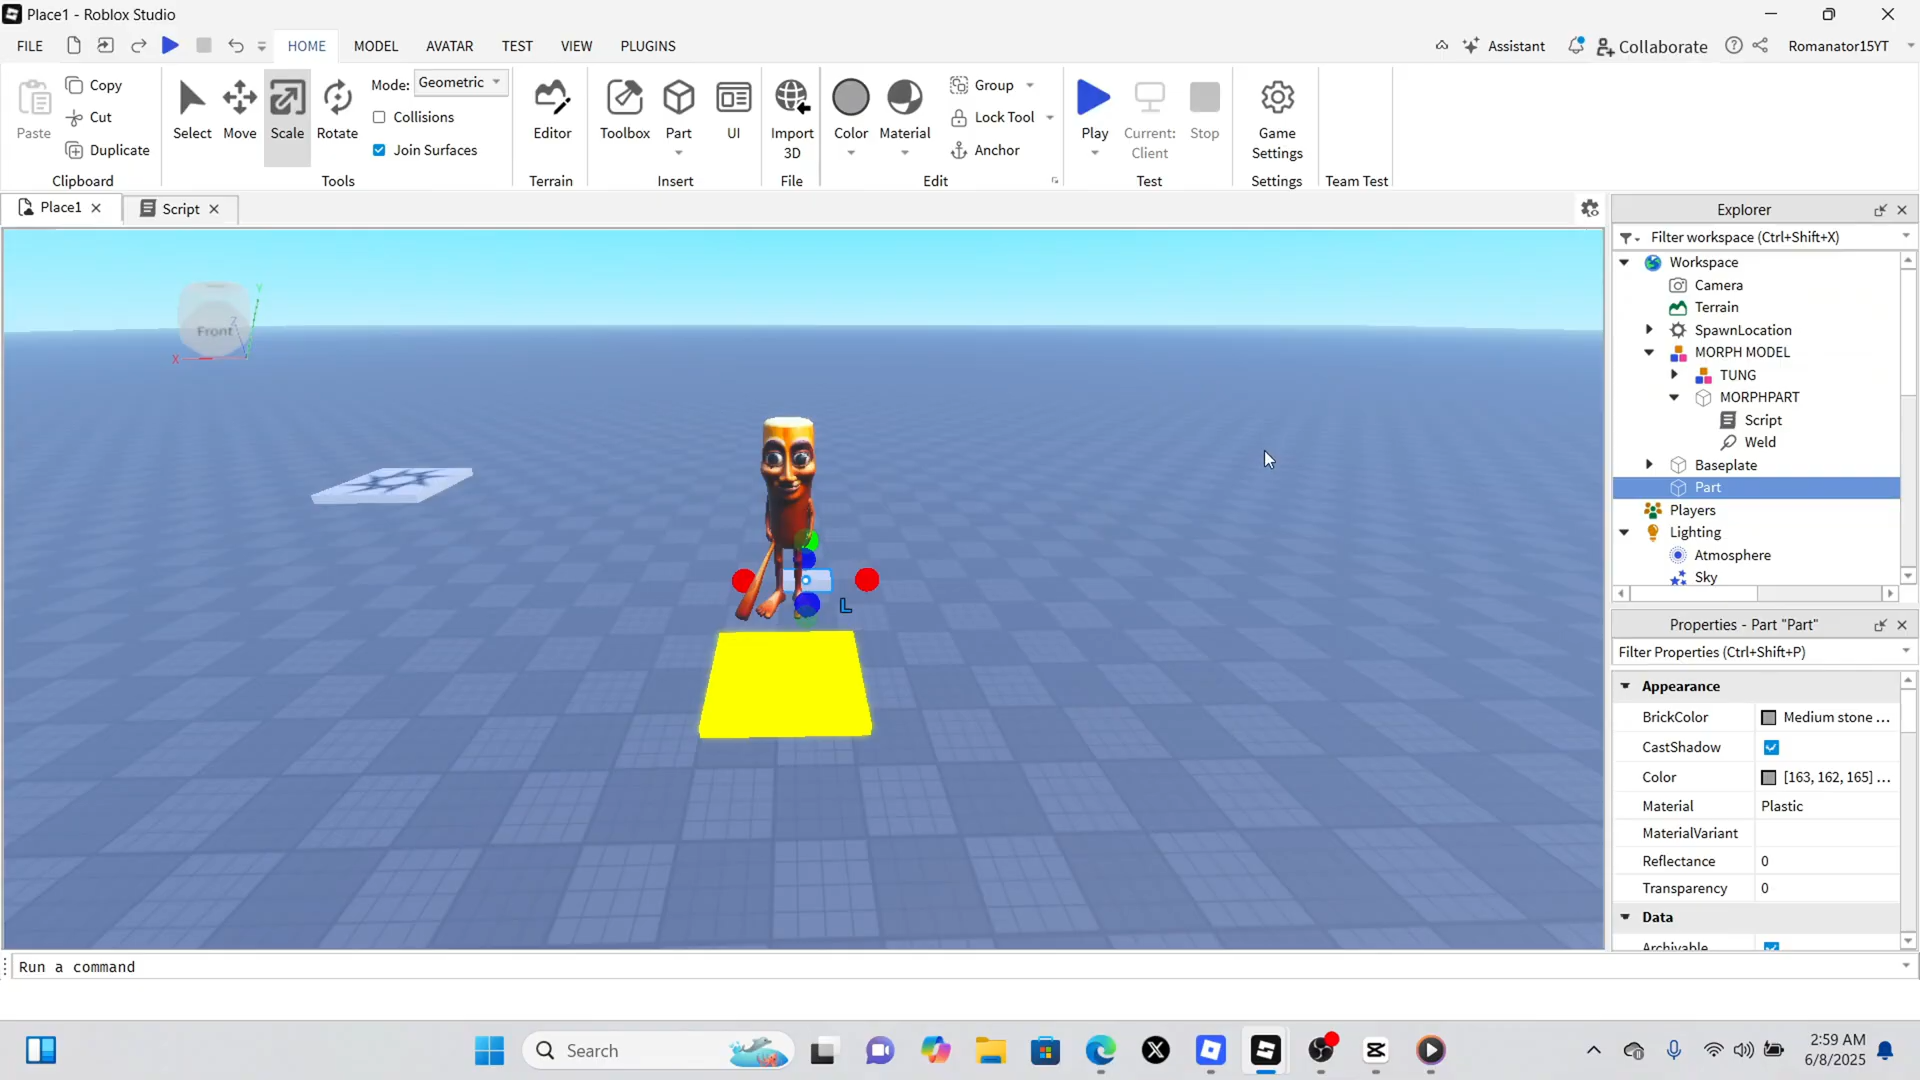 Place1 - Roblox Studio
FILE HOME MODEL AVATAR TEST VIEW PLUGINS Assistant Collaborate Romanator15YT
Paste Copy Cut Duplicate Clipboard
Select Move Scale Rotate Mode: Geometric Collisions Join Surfaces Tools
Editor Terrain
Toolbox Part UI Insert
Import 3D File
Color Material Group Lock Tool Anchor Edit
Play Current: Client Stop Test
Game Settings Settings
Team Test
Place1 Script
Front
X
Y
Z
L
Explorer
Filter workspace (Ctrl+Shift+X)
Workspace
Camera
Terrain
SpawnLocation
MORPH MODEL
TUNG
MORPHPART
Script
Weld
Baseplate
Part
Players
Lighting
Atmosphere
Sky
Properties - Part "Part"
Filter Properties (Ctrl+Shift+P)
Appearance
BrickColor Medium stone ...
CastShadow
Color [163, 162, 165] ...
Material Plastic
MaterialVariant
Reflectance 0
Transparency 0
Data
Archivable
Run a command
Search
2:59 AM
6/8/2025